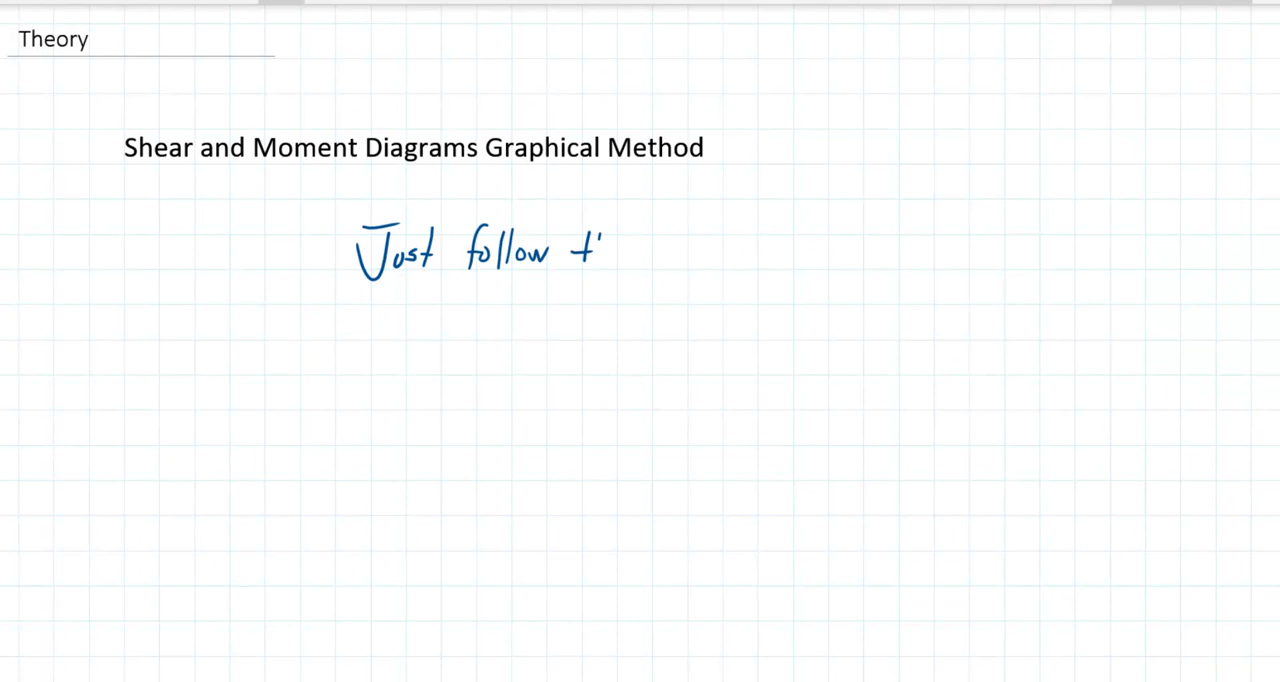 Theory
Shear and Moment Diagrams Graphical Method
Just follow t